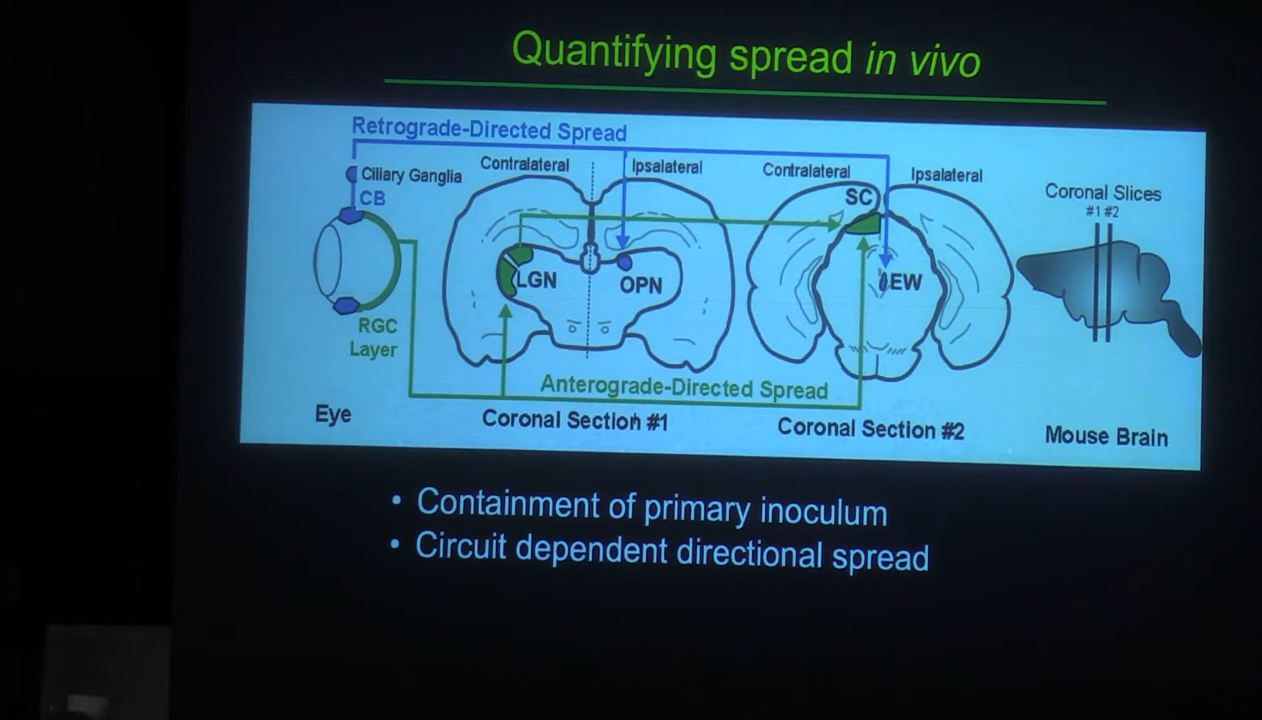 Quantifying spread in vivo
Retrograde-Directed Spread
Ciliary Ganglia
CB
RGC
Layer
Eye
Contralateral
Ipsalateral
LGN
OPN
Anterograde-Directed Spread
Coronal Section #1
Contralateral
Ipsalateral
SC
EW
Coronal Section #2
Coronal Slices
#1 #2
Mouse Brain
• Containment of primary inoculum
• Circuit dependent directional spread